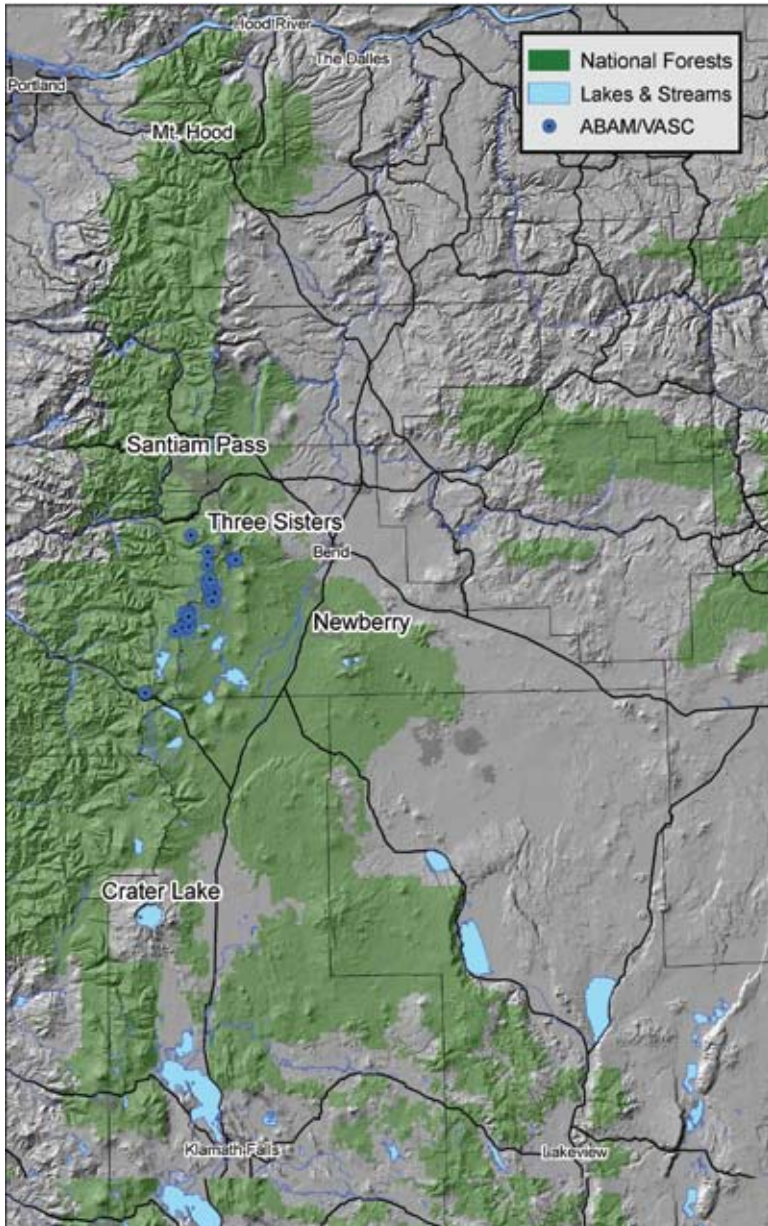 Hood River
The Dalles
Portland
Mt. Hood
National Forests
Lakes & Streams
ABAM/VASC
Santiam Pass
Three Sisters
Bend
Newberry
Crater Lake
Klamath Falls
Lakeview